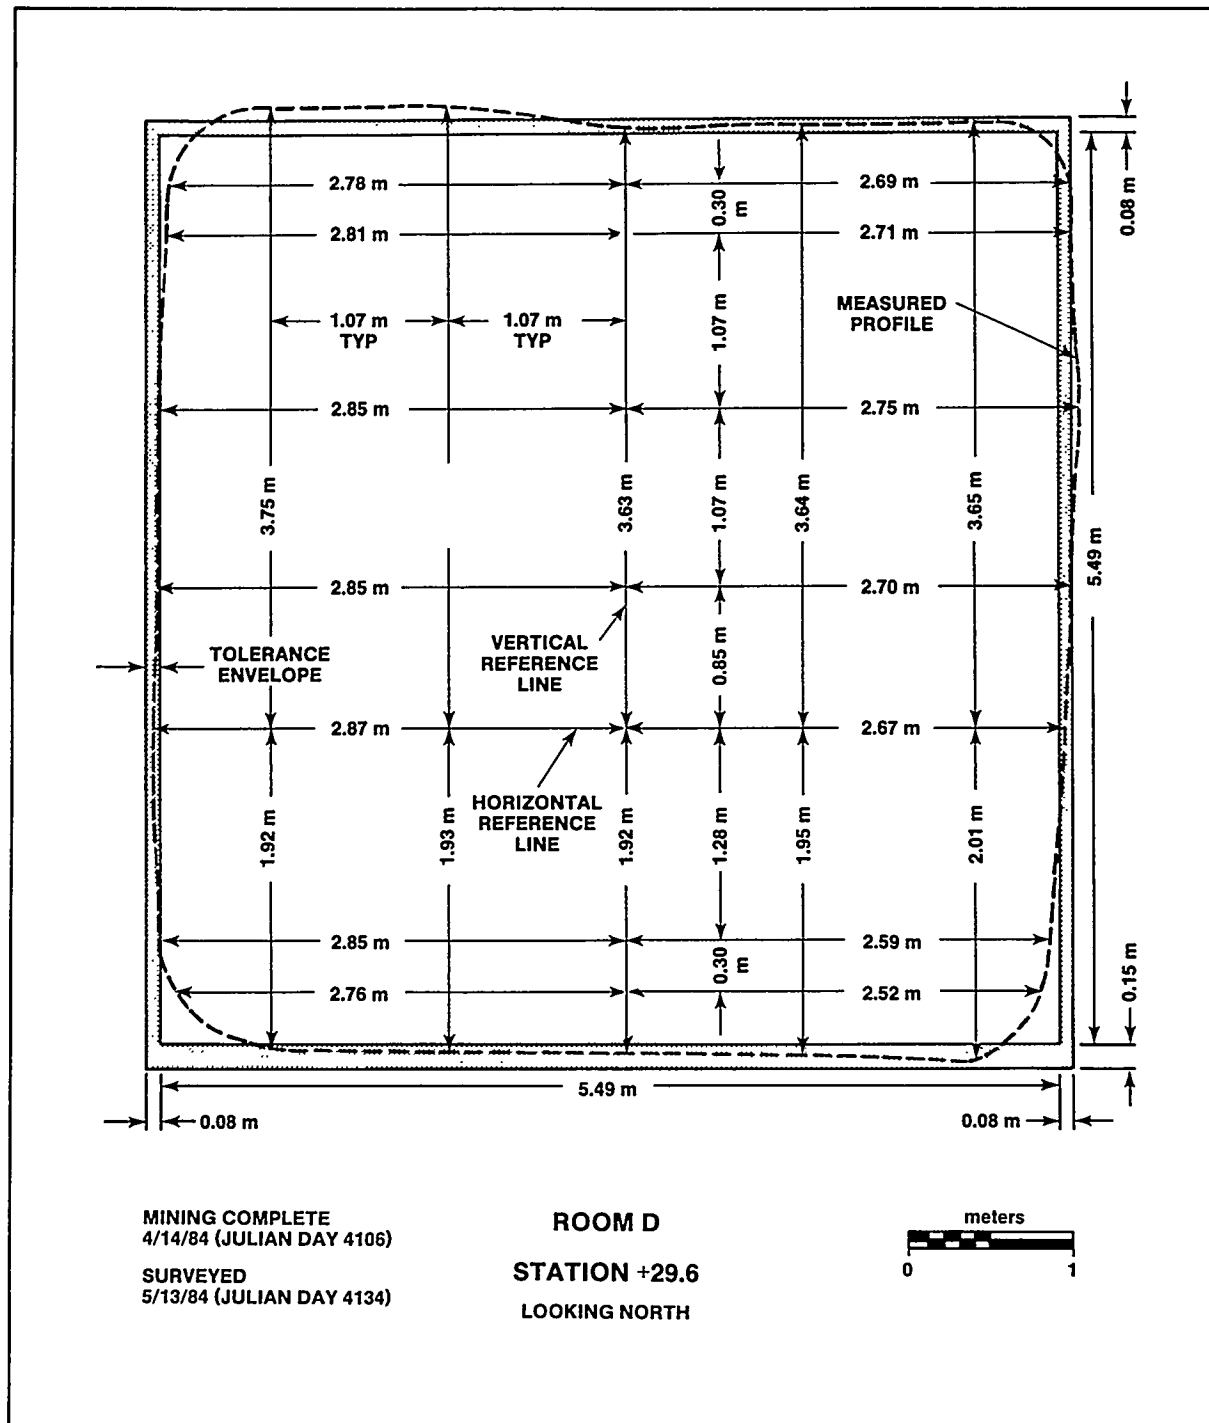 2.78 m
2.69 m
0.30
m
0.08 m
2.81 m
2.71 m
MEASURED
PROFILE
1.07 m
TYP
1.07 m
TYP
1.07 m
2.85 m
2.75 m
3.75 m
3.63 m
1.07 m
3.64 m
3.65 m
5.49 m
2.85 m
2.70 m
VERTICAL
REFERENCE
LINE
0.85 m
TOLERANCE
ENVELOPE
2.87 m
2.67 m
HORIZONTAL
REFERENCE
LINE
1.92 m
1.93 m
1.92 m
1.28 m
1.95 m
2.01 m
2.85 m
2.59 m
0.30
m
0.15 m
2.76 m
2.52 m
5.49 m
0.08 m
0.08 m
MINING COMPLETE
4/14/84 (JULIAN DAY 4106)
SURVEYED
5/13/84 (JULIAN DAY 4134)
ROOM D
STATION +29.6
LOOKING NORTH
meters
0 1